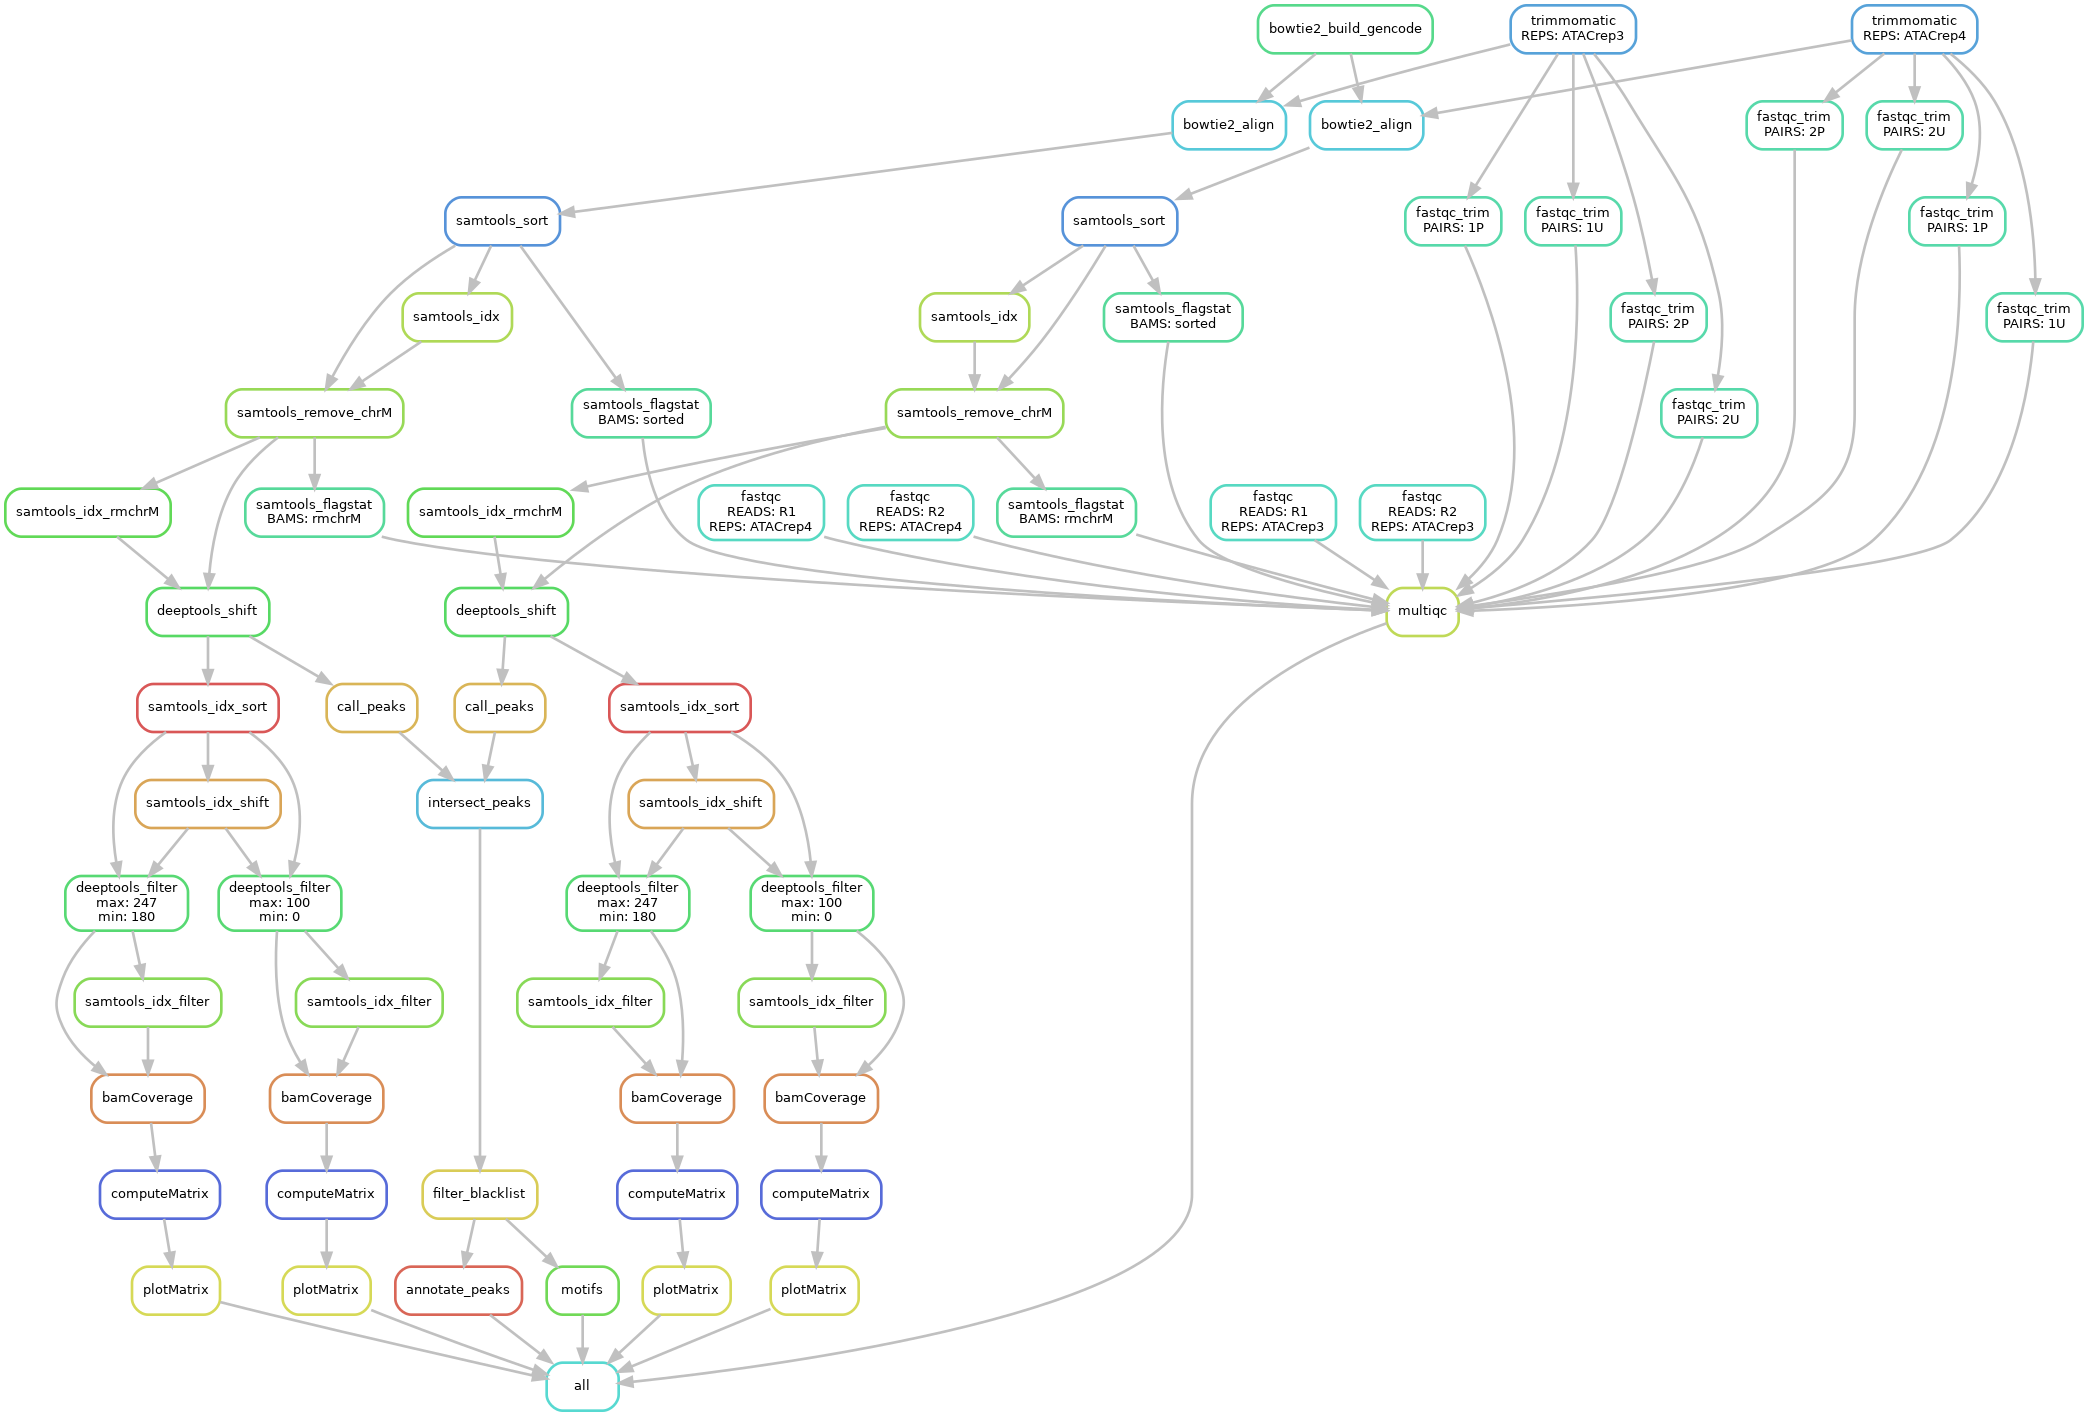 bowtie2_build_gencode
trimmomatic
REPS: ATACrep3
trimmomatic
REPS: ATACrep4
bowtie2_align
bowtie2_align
fastqc_trim
PAIRS: 2P
fastqc_trim
PAIRS: 2U
samtools_sort
samtools_sort
fastqc_trim
PAIRS: 1P
fastqc_trim
PAIRS: 1U
fastqc_trim
PAIRS: 1P
samtools_idx
samtools_idx
samtools_flagstat
BAMS: sorted
fastqc_trim
PAIRS: 2P
fastqc_trim
PAIRS: 1U
samtools_remove_chrM
samtools_flagstat
BAMS: sorted
samtools_remove_chrM
fastqc_trim
PAIRS: 2U
samtools_idx_rmchrM
samtools_flagstat
BAMS: rmchrM
samtools_idx_rmchrM
fastqc
READS: R1
REPS: ATACrep4
fastqc
READS: R2
REPS: ATACrep4
samtools_flagstat
BAMS: rmchrM
fastqc
READS: R1
REPS: ATACrep3
fastqc
READS: R2
REPS: ATACrep3
deeptools_shift
deeptools_shift
multiqc
samtools_idx_sort
call_peaks
call_peaks
samtools_idx_sort
samtools_idx_shift
intersect_peaks
samtools_idx_shift
deeptools_filter
max: 247
min: 180
deeptools_filter
max: 100
min: 0
deeptools_filter
max: 247
min: 180
deeptools_filter
max: 100
min: 0
samtools_idx_filter
samtools_idx_filter
samtools_idx_filter
samtools_idx_filter
bamCoverage
bamCoverage
bamCoverage
bamCoverage
computeMatrix
computeMatrix
filter_blacklist
computeMatrix
computeMatrix
plotMatrix
plotMatrix
annotate_peaks
motifs
plotMatrix
plotMatrix
all